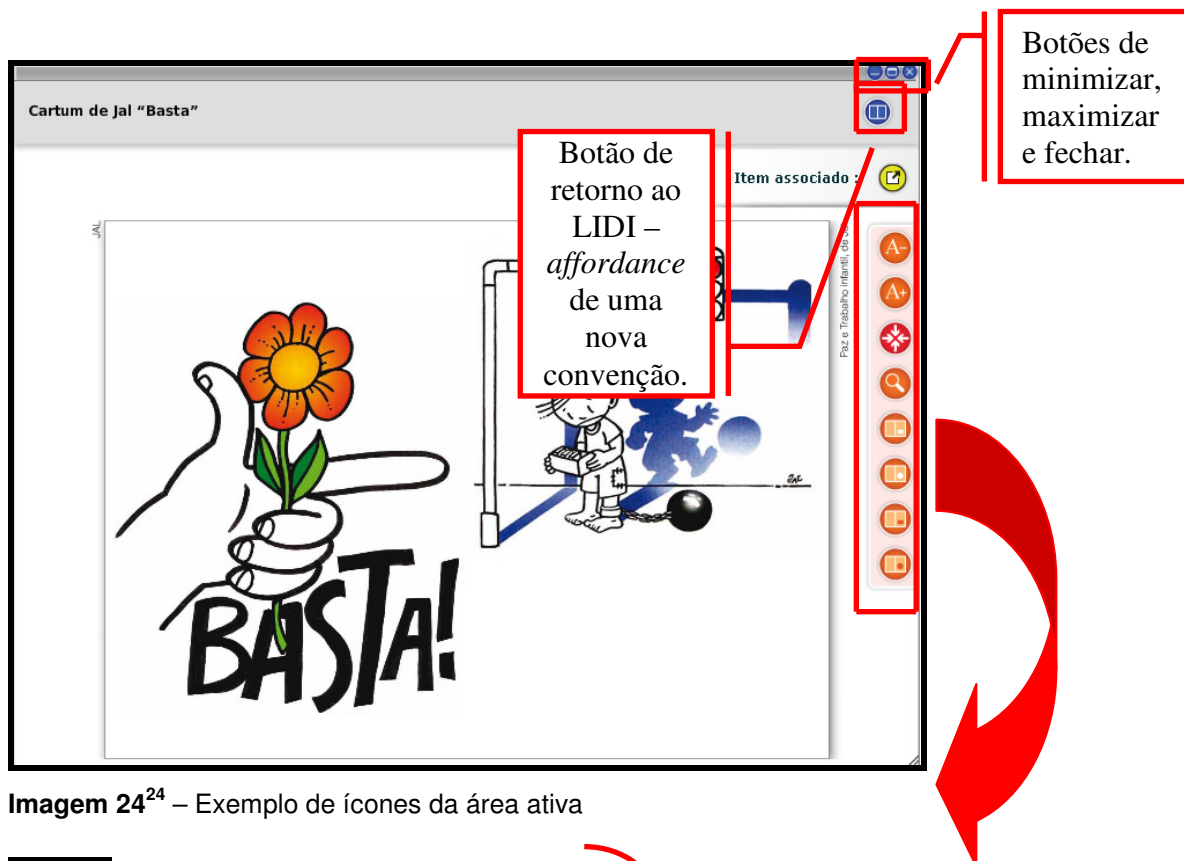 Botões de
minimizar,
maximizar
e fechar.
Cartum de Jal “Basta”
Botão de
retorno ao
LIDI –
affordance
de uma
nova
convenção.
Item associado :
JAL
Paz e Trabalho infantil, de
A-
A+
JAL
BASTA!
Imagem 24²⁴ – Exemplo de ícones da área ativa